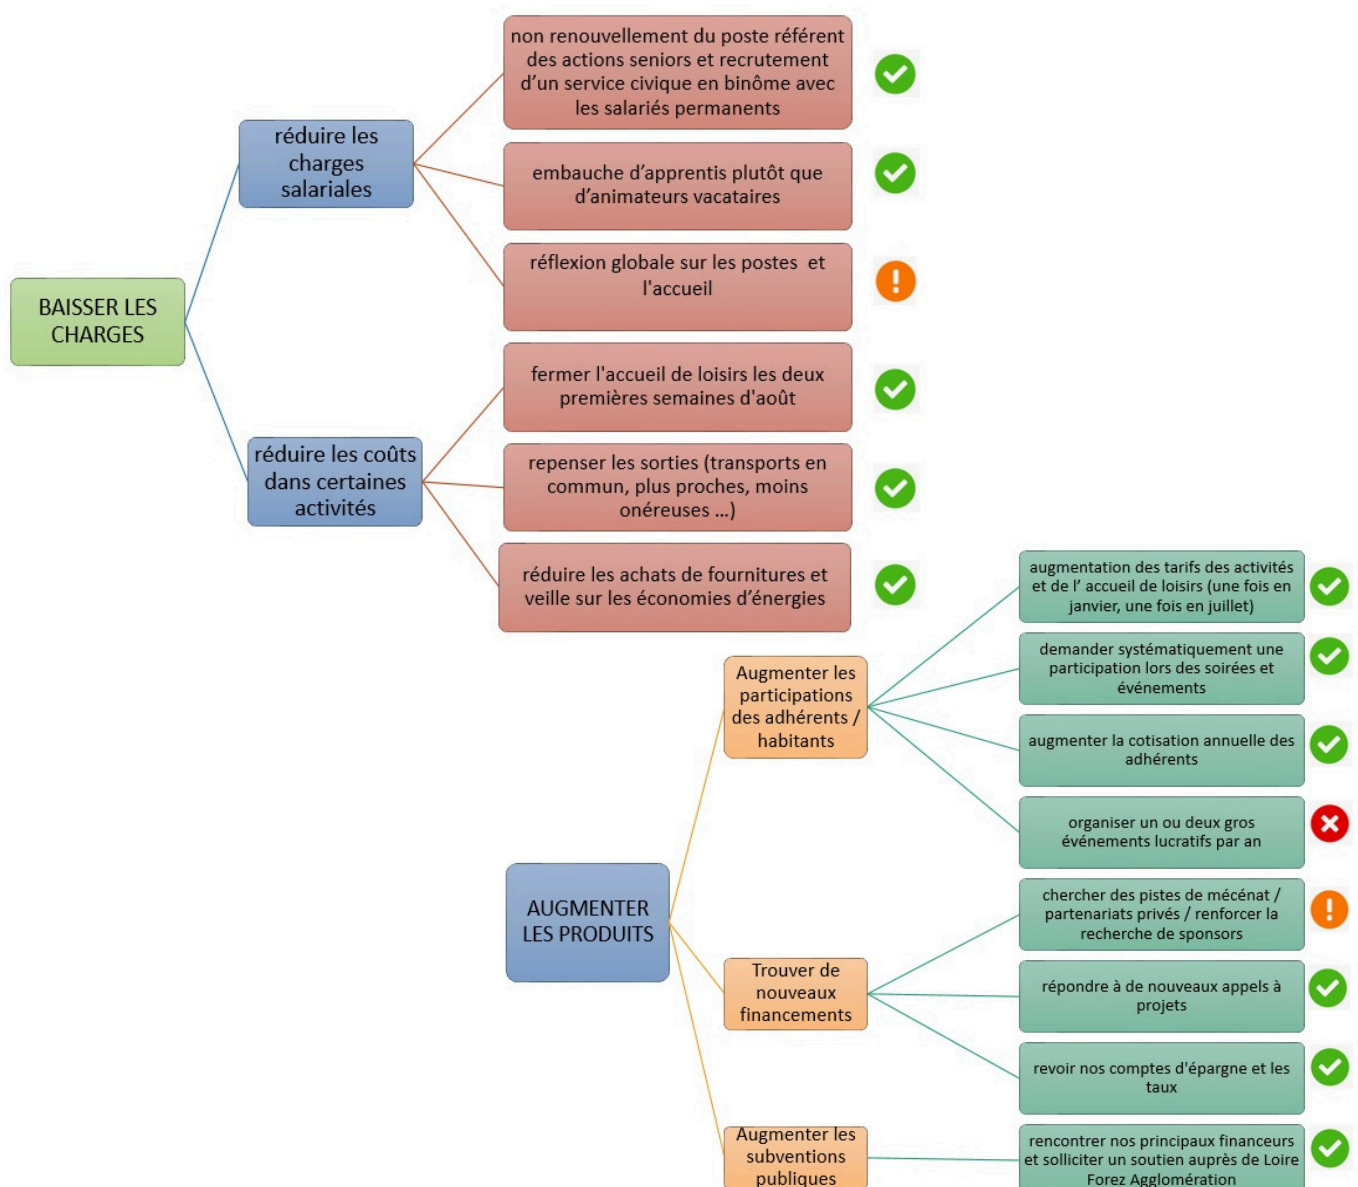 non renouvellement du poste référent
des actions seniors et recrutement
d'un service civique en binôme avec
les salariés permanents
réduire les
charges
salariales
embauche d'apprentis plutôt que
d'animateurs vacataires
réflexion globale sur les postes et
l'accueil
BAISSER LES
CHARGES
fermer l'accueil de loisirs les deux
premières semaines d'août
réduire les coûts
dans certaines
activités
repenser les sorties (transports en
commun, plus proches, moins
onéreuses ...)
réduire les achats de fournitures et
veille sur les économies d'énergies
augmentation des tarifs des activités
et de l' accueil de loisirs (une fois en
janvier, une fois en juillet)
Augmenter les
participations
des adhérents /
habitants
demander systématiquement une
participation lors des soirées et
événements
augmenter la cotisation annuelle des
adhérents
organiser un ou deux gros
événements lucratifs par an
AUGMENTER
LES PRODUITS
chercher des pistes de mécénat /
partenariats privés / renforcer la
recherche de sponsors
Trouver de
nouveaux
financements
répondre à de nouveaux appels à
projets
revoir nos comptes d'épargne et les
taux
Augmenter les
subventions
publiques
rencontrer nos principaux financeurs
et solliciter un soutien auprès de Loire
Forez Agglomération